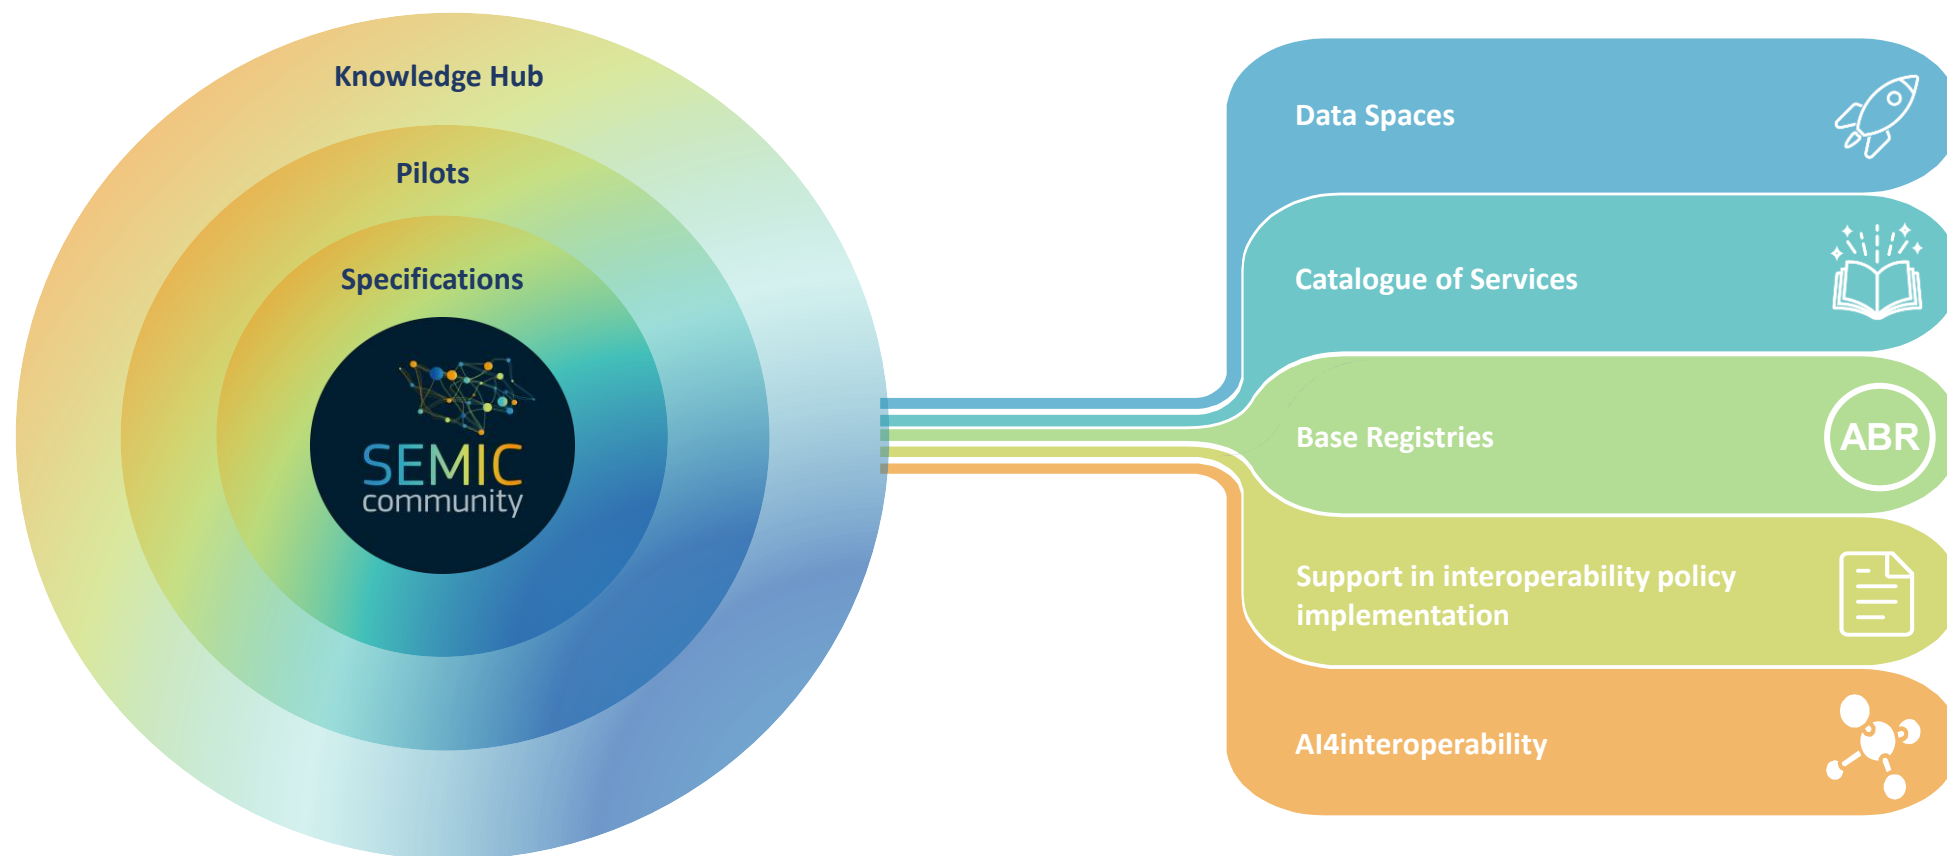 Knowledge Hub
Pilots
Specifications
SEMIC
community
Data Spaces
Catalogue of Services
Base Registries
ABR
Support in interoperability policy
implementation
AI4interoperability